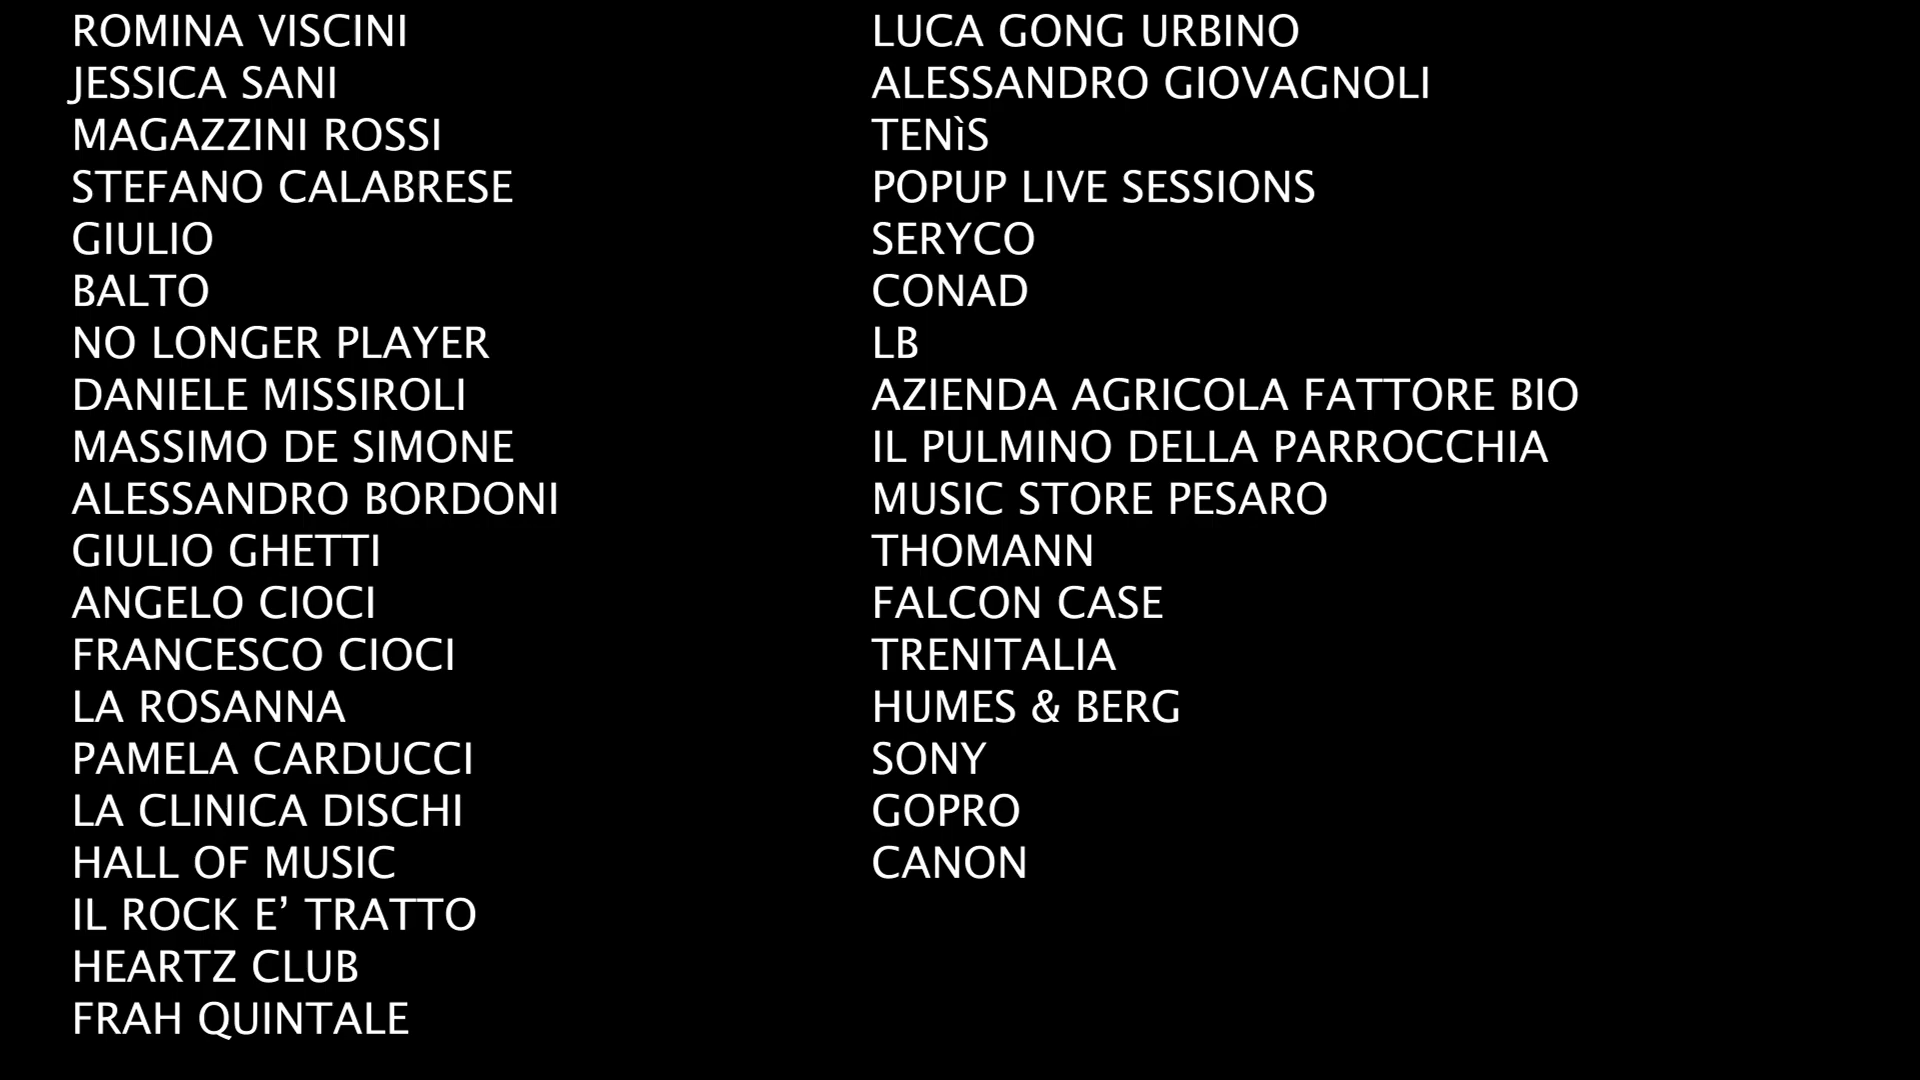 ROMINA VISCINI
JESSICA SANI
MAGAZZINI ROSSI
STEFANO CALABRESE
GIULIO
BALTO
NO LONGER PLAYER
DANIELE MISSIROLI
MASSIMO DE SIMONE
ALESSANDRO BORDONI
GIULIO GHETTI
ANGELO CIOCI
FRANCESCO CIOCI
LA ROSANNA
PAMELA CARDUCCI
LA CLINICA DISCHI
HALL OF MUSIC
IL ROCK E’ TRATTO
HEARTZ CLUB
FRAH QUINTALE
LUCA GONG URBINO
ALESSANDRO GIOVAGNOLI
TENìS
POPUP LIVE SESSIONS
SERYCO
CONAD
LB
AZIENDA AGRICOLA FATTORE BIO
IL PULMINO DELLA PARROCCHIA
MUSIC STORE PESARO
THOMANN
FALCON CASE
TRENITALIA
HUMES & BERG
SONY
GOPRO
CANON